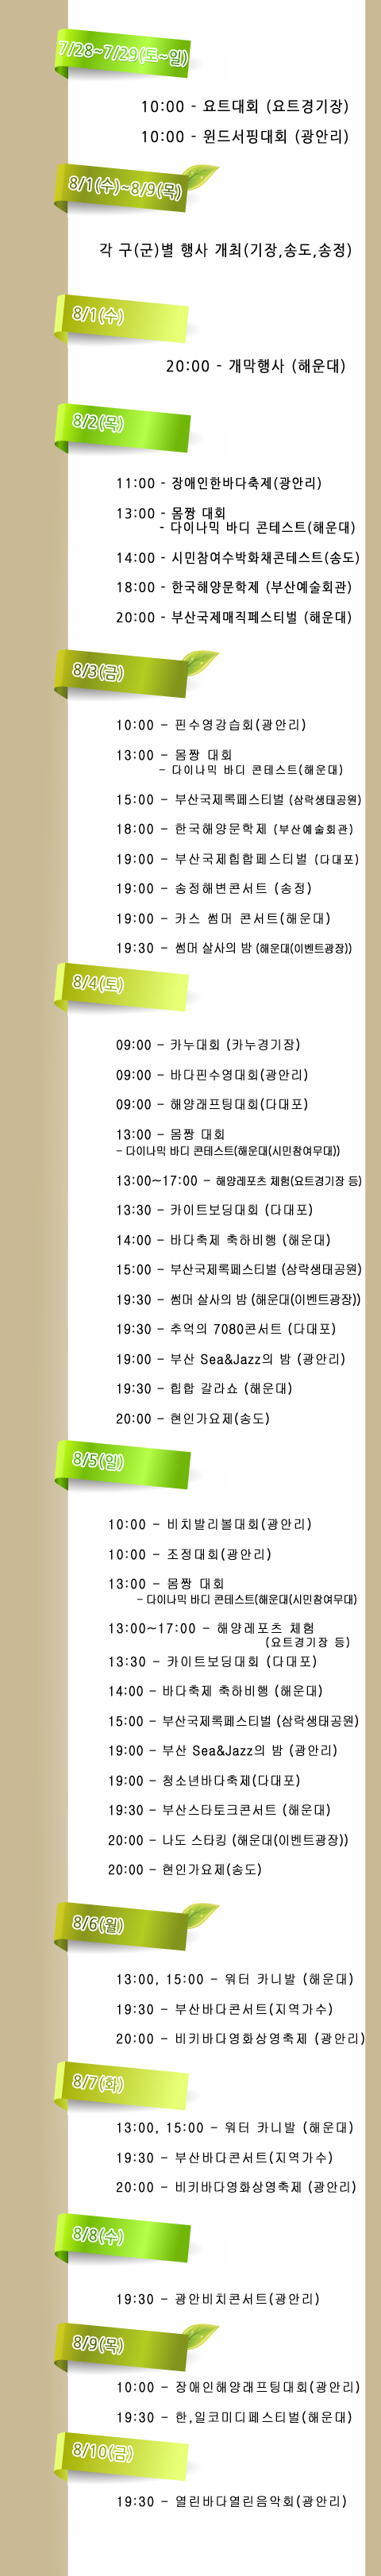 7/28~7/29(토~일)
10:00 - 요트대회 (요트경기장)
10:00 - 윈드서핑대회 (광안리)
8/1(수)~8/9(목)
각 구(군)별 행사 개최(기장,송도,송정)
8/1(수)
20:00 - 개막행사 (해운대)
8/2(목)
11:00 - 장애인한바다축제(광안리)
13:00 - 몸짱 대회
- 다이나믹 바디 콘테스트(해운대)
14:00 - 시민참여수박화채콘테스트(송도)
18:00 - 한국해양문학제 (부산예술회관)
20:00 - 부산국제매직페스티벌 (해운대)
8/3(금)
10:00 - 핀수영강습회(광안리)
13:00 - 몸짱 대회
- 다이나믹 바디 콘테스트(해운대)
15:00 - 부산국제록페스티벌 (삼락생태공원)
18:00 - 한국해양문학제 (부산예술회관)
19:00 - 부산국제힙합페스티벌 (다대포)
19:00 - 송정해변콘서트 (송정)
19:00 - 카스 썸머 콘서트(해운대)
19:30 - 썸머 살사의 밤 (해운대(이벤트광장))
8/4(토)
09:00 - 카누대회 (카누경기장)
09:00 - 바다핀수영대회(광안리)
09:00 - 해양래프팅대회(다대포)
13:00 - 몸짱 대회
- 다이나믹 바디 콘테스트(해운대(시민참여무대))
13:00~17:00 - 해양레포츠 체험(요트경기장 등)
13:30 - 카이트보딩대회 (다대포)
14:00 - 바다축제 축하비행 (해운대)
15:00 - 부산국제록페스티벌 (삼락생태공원)
19:30 - 썸머 살사의 밤 (해운대(이벤트광장))
19:30 - 추억의 7080콘서트 (다대포)
19:00 - 부산 Sea&Jazz의 밤 (광안리)
19:30 - 힙합 갈라쇼 (해운대)
20:00 - 현인가요제(송도)
8/5(일)
10:00 - 비치발리볼대회(광안리)
10:00 - 조정대회(광안리)
13:00 - 몸짱 대회
- 다이나믹 바디 콘테스트(해운대(시민참여무대)
13:00~17:00 - 해양레포츠 체험
(요트경기장 등)
13:30 - 카이트보딩대회 (다대포)
14:00 - 바다축제 축하비행 (해운대)
15:00 - 부산국제록페스티벌 (삼락생태공원)
19:00 - 부산 Sea&Jazz의 밤 (광안리)
19:00 - 청소년바다축제(다대포)
19:30 - 부산스타토크콘서트 (해운대)
20:00 - 나도 스타킹 (해운대(이벤트광장))
20:00 - 현인가요제(송도)
8/6(월)
13:00, 15:00 - 워터 카니발 (해운대)
19:30 - 부산바다콘서트(지역가수)
20:00 - 비키바다영화상영축제 (광안리)
8/7(화)
13:00, 15:00 - 워터 카니발 (해운대)
19:30 - 부산바다콘서트(지역가수)
20:00 - 비키바다영화상영축제 (광안리)
8/8(수)
19:30 - 광안비치콘서트(광안리)
8/9(목)
10:00 - 장애인해양래프팅대회(광안리)
19:30 - 한,일코미디페스티벌(해운대)
8/10(금)
19:30 - 열린바다열린음악회(광안리)